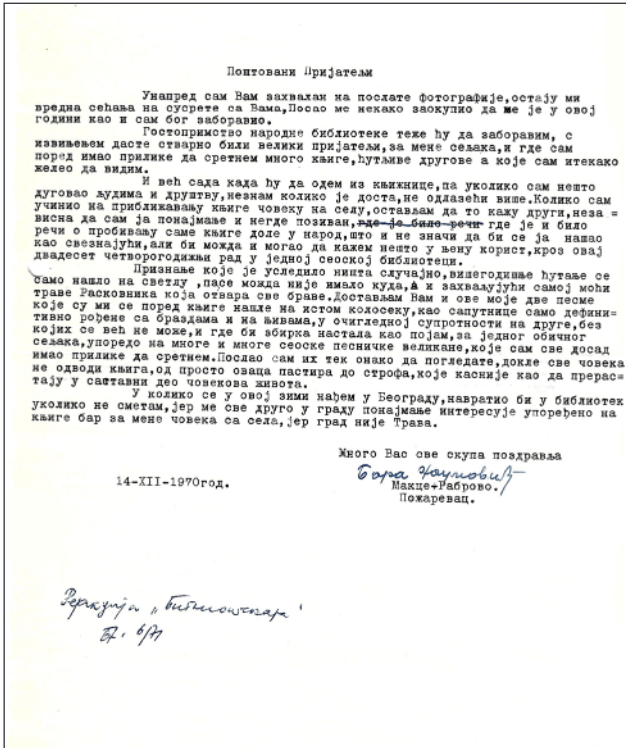 Поштовани Пријатељи
Унапред сам Вам захвалан на послате фотографије,остају ми
вредна сећања на сусрете са Вама,Посао ме некако заокупио да ме је у овој
години као и сам бог заборавио.
Гостопримство народне библиотеке теже ћу да заборавим, с
извињењем дасте стварно били велики пријатељи,за мене сељака,и где сам
поред имао прилике да сретнем много књиге,ћутљиве другове а које сам итекако
желео да видим.
И већ сада када ћу да одем из књижнице,па уколико сам нешто
дуговао људима и друштву,незнам колико је доста,не одлазећи више.Колико сам
учинио на приближавању књиге човеку на селу,остављам да то кажу други,неза =
висна да сам ја понајмање и негде позиван,где је било речи где је и било
речи о пробивању саме књиге доле у народ,што и не значи да би се ја нашао
као свезнајући,али би можда и могао да кажем нешто у њену корист,кроз овај
двадесет четворогодижњи рад у једној сеоској библиотеци.
Признање које је уследило ништа случајно,вишегодишње ћутање се
само нашло на светлу ,пасе можда није имало куда,а и захваљујући самој моћи
траве Расковника која отвара све браве.Достављам Вам и ове моје две песме
које су ми се поред књиге нашле на истом колосеку,као сапутнице само дефини=
тивно рођене са браздама и на њивама,у очигледној супротности на друге,без
којих се већ не може,и где би збирка настала као појам,за једног обичног
сељака,упоредо на многе и многе сеоске песничке великане,које сам све досад
имао прилике да сретнем.Послао сам их тек онако да погледате,докле све човека
не одводи књига,од просто оваца пастира до строфа,које касније као да прерас=
тају у саставни део човекова живота.
У колико се у овој зими нађем у Београду,навратио би у библиотек
уколико не сметам,јер ме све друго у граду понајмање интересује упоређено на
књиге бар за мене човека са села,јер град није Трава.
Много Вас све скупа поздравља
14-XII-1970год.
Макце+Раброво.
Пожаревац.